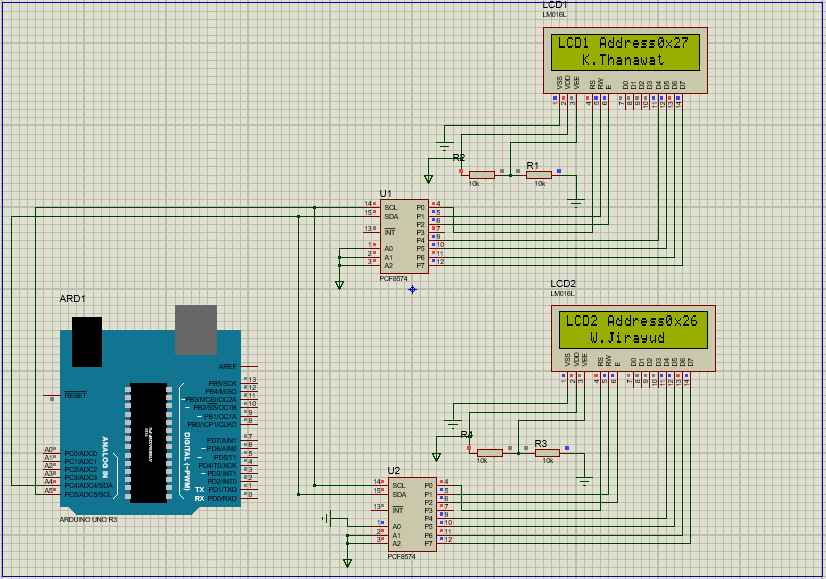 LCD1
LM016L
LCD1 Address0x27
K.Thanawat
VSS VDD VEE RS RW E D0 D1 D2 D3 D4 D5 D6 D7
1 2 3 4 5 6 7 8 9 10 11 12 13 14
R2
10k
R1
10k
U1
14 SCL P0 4
15 SDA P1 5
P2 6
13 INT P3 7
P4 9
1 A0 P5 10
2 A1 P6 11
3 A2 P7 12
PCF8574
LCD2
LM016L
LCD2 Address0x26
W.Jirayud
VSS VDD VEE RS RW E D0 D1 D2 D3 D4 D5 D6 D7
1 2 3 4 5 6 7 8 9 10 11 12 13 14
R4
10k
R3
10k
U2
14 SCL P0 4
15 SDA P1 5
P2 6
13 INT P3 7
P4 9
1 A0 P5 10
2 A1 P6 11
3 A2 P7 12
PCF8574
ARD1
AREF
RESET
PB5/SCK 13
PB4/MISO 12
~PB3/MOSI/OC2A 11
~PB2/SS/OC1B 10
~PB1/OC1A 9
PB0/ICP1/CLKO 8
PD7/AIN1 7
~PD6/AIN0 6
~PD5/T1 5
PD4/T0/XCK 4
~PD3/INT1 3
PD2/INT0 2
TX PD1/TXD 1
RX PD0/RXD 0
ANALOG IN
DIGITAL (~PWM)
A0 PC0/ADC0
A1 PC1/ADC1
A2 PC2/ADC2
A3 PC3/ADC3
A4 PC4/ADC4/SDA
A5 PC5/ADC5/SCL
ARDUINO UNO R3